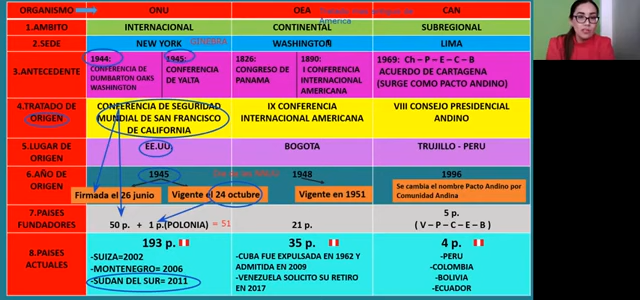 ORGANISMO ONU OEA CAN
America
1.AMBITO INTERNACIONAL CONTINENTAL SUBREGIONAL
2.SEDE NEW YORK GINEBRA WASHINGTON LIMA
3.ANTECEDENTE
1944:
CONFERENCIA DE
DUMBARTON OAKS
WASHINGTON
1945:
CONFERENCIA
DE YALTA
1826:
CONGRESO DE
PANAMA
1890:
I CONFERENCIA
INTERNACIONAL
AMERICANA
1969: Ch – P – E – C – B
ACUERDO DE CARTAGENA
(SURGE COMO PACTO ANDINO)
4.TRATADO DE
ORIGEN
CONFERENCIA DE SEGURIDAD
MUNDIAL DE SAN FRANCISCO
DE CALIFORNIA
IX CONFERENCIA
INTERNACIONAL AMERICANA
VIII CONSEJO PRESIDENCIAL
ANDINO
5.LUGAR DE
ORIGEN
EE.UU
BOGOTA
TRUJILLO - PERU
6.AÑO DE
ORIGEN
1945
Firmada el 26 junio
Vigente el 24 octubre
1948
Vigente en 1951
1996
Se cambia el nombre Pacto Andino por
Comunidad Andina
7.PAISES
FUNDADORES
50 p. + 1 p.(POLONIA) = 51
21 p.
5 p.
( V – P – C – E – B )
8.PAISES
ACTUALES
193 p.
-SUIZA=2002
-MONTENEGRO= 2006
-SUDAN DEL SUR= 2011
35 p.
-CUBA FUE EXPULSADA EN 1962 Y
ADMITIDA EN 2009
-VENEZUELA SOLICITO SU RETIRO
EN 2017
4 p.
-PERU
-COLOMBIA
-BOLIVIA
-ECUADOR